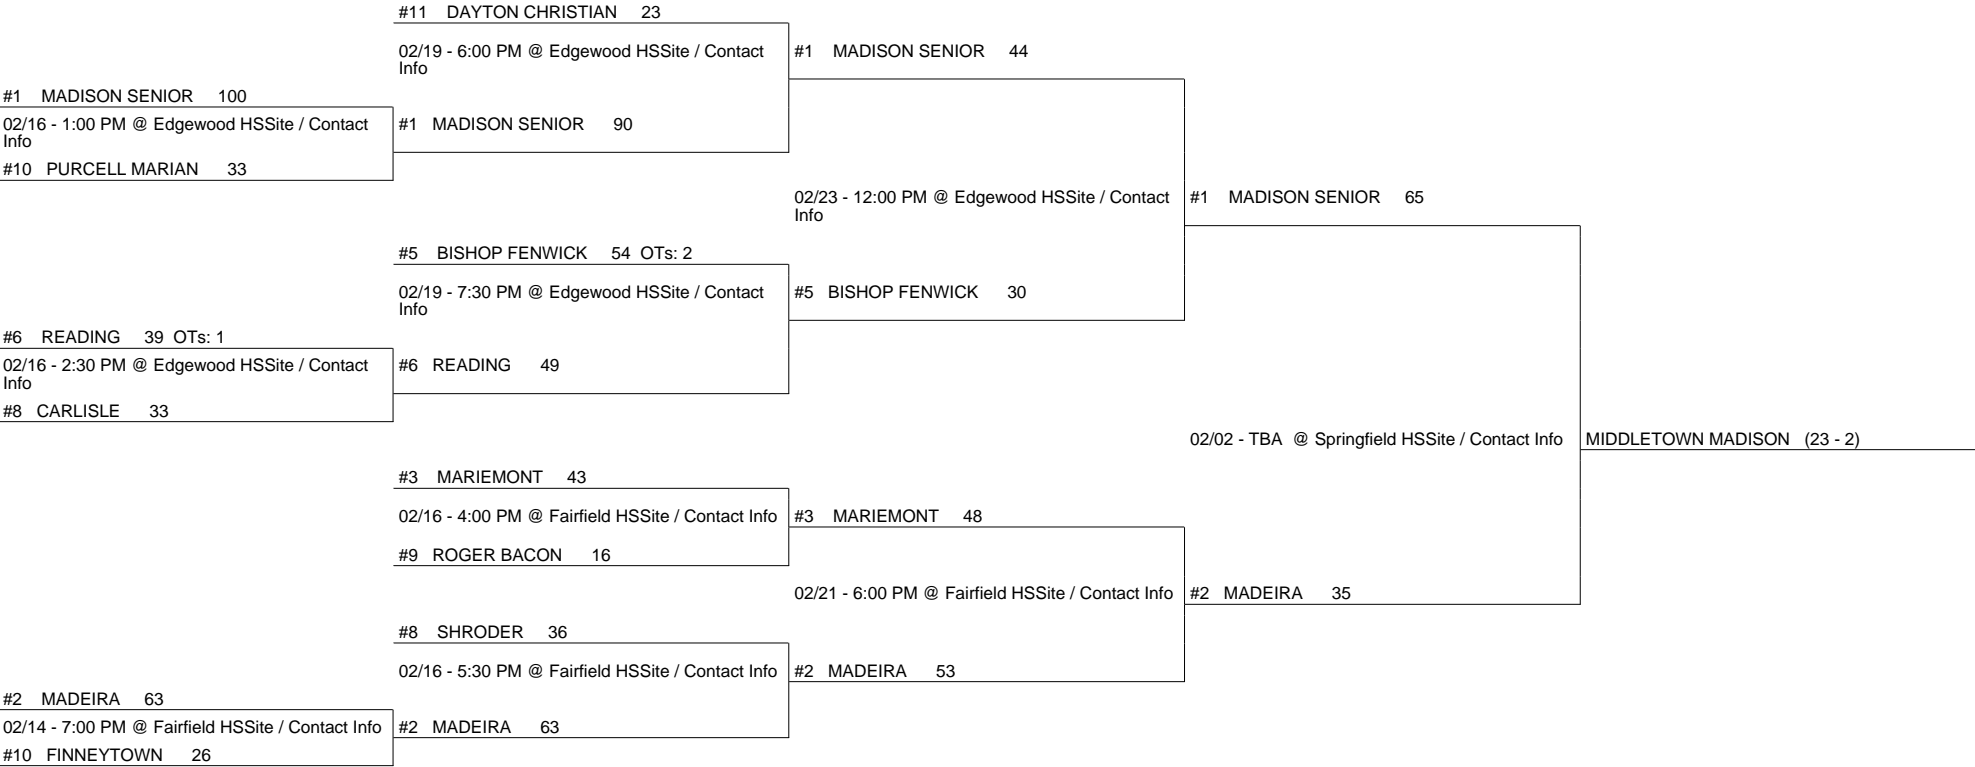 #11 DAYTON CHRISTIAN 23
02/19 - 6:00 PM @ Edgewood HSSite / Contact
Info
#1 MADISON SENIOR 44
#1 MADISON SENIOR 100
02/16 - 1:00 PM @ Edgewood HSSite / Contact
Info
#1 MADISON SENIOR 90
#10 PURCELL MARIAN 33
02/23 - 12:00 PM @ Edgewood HSSite / Contact
Info
#1 MADISON SENIOR 65
#5 BISHOP FENWICK 54 OTs: 2
02/19 - 7:30 PM @ Edgewood HSSite / Contact
Info
#5 BISHOP FENWICK 30
#6 READING 39 OTs: 1
02/16 - 2:30 PM @ Edgewood HSSite / Contact
Info
#6 READING 49
#8 CARLISLE 33
02/02 - TBA @ Springfield HSSite / Contact Info
MIDDLETOWN MADISON (23 - 2)
#3 MARIEMONT 43
02/16 - 4:00 PM @ Fairfield HSSite / Contact Info
#3 MARIEMONT 48
#9 ROGER BACON 16
02/21 - 6:00 PM @ Fairfield HSSite / Contact Info
#2 MADEIRA 35
#8 SHRODER 36
02/16 - 5:30 PM @ Fairfield HSSite / Contact Info
#2 MADEIRA 53
#2 MADEIRA 63
02/14 - 7:00 PM @ Fairfield HSSite / Contact Info
#2 MADEIRA 63
#10 FINNEYTOWN 26